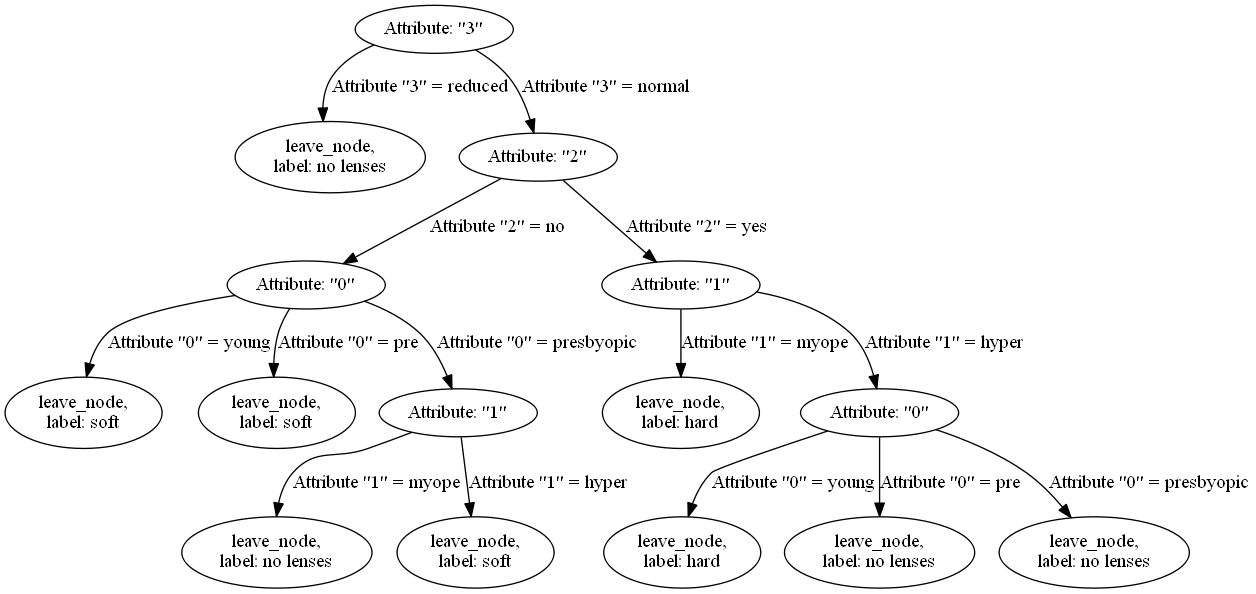 Attribute: "3"
Attribute "3" = reduced
Attribute "3" = normal
leave_node,
label: no lenses
Attribute: "2"
Attribute "2" = no
Attribute "2" = yes
Attribute: "0"
Attribute: "1"
Attribute "0" = young
Attribute "0" = pre
Attribute "0" = presbyopic
Attribute "1" = myope
Attribute "1" = hyper
leave_node,
label: soft
leave_node,
label: soft
Attribute: "1"
leave_node,
label: hard
Attribute: "0"
Attribute "1" = myope
Attribute "1" = hyper
Attribute "0" = young
Attribute "0" = pre
Attribute "0" = presbyopic
leave_node,
label: no lenses
leave_node,
label: soft
leave_node,
label: hard
leave_node,
label: no lenses
leave_node,
label: no lenses